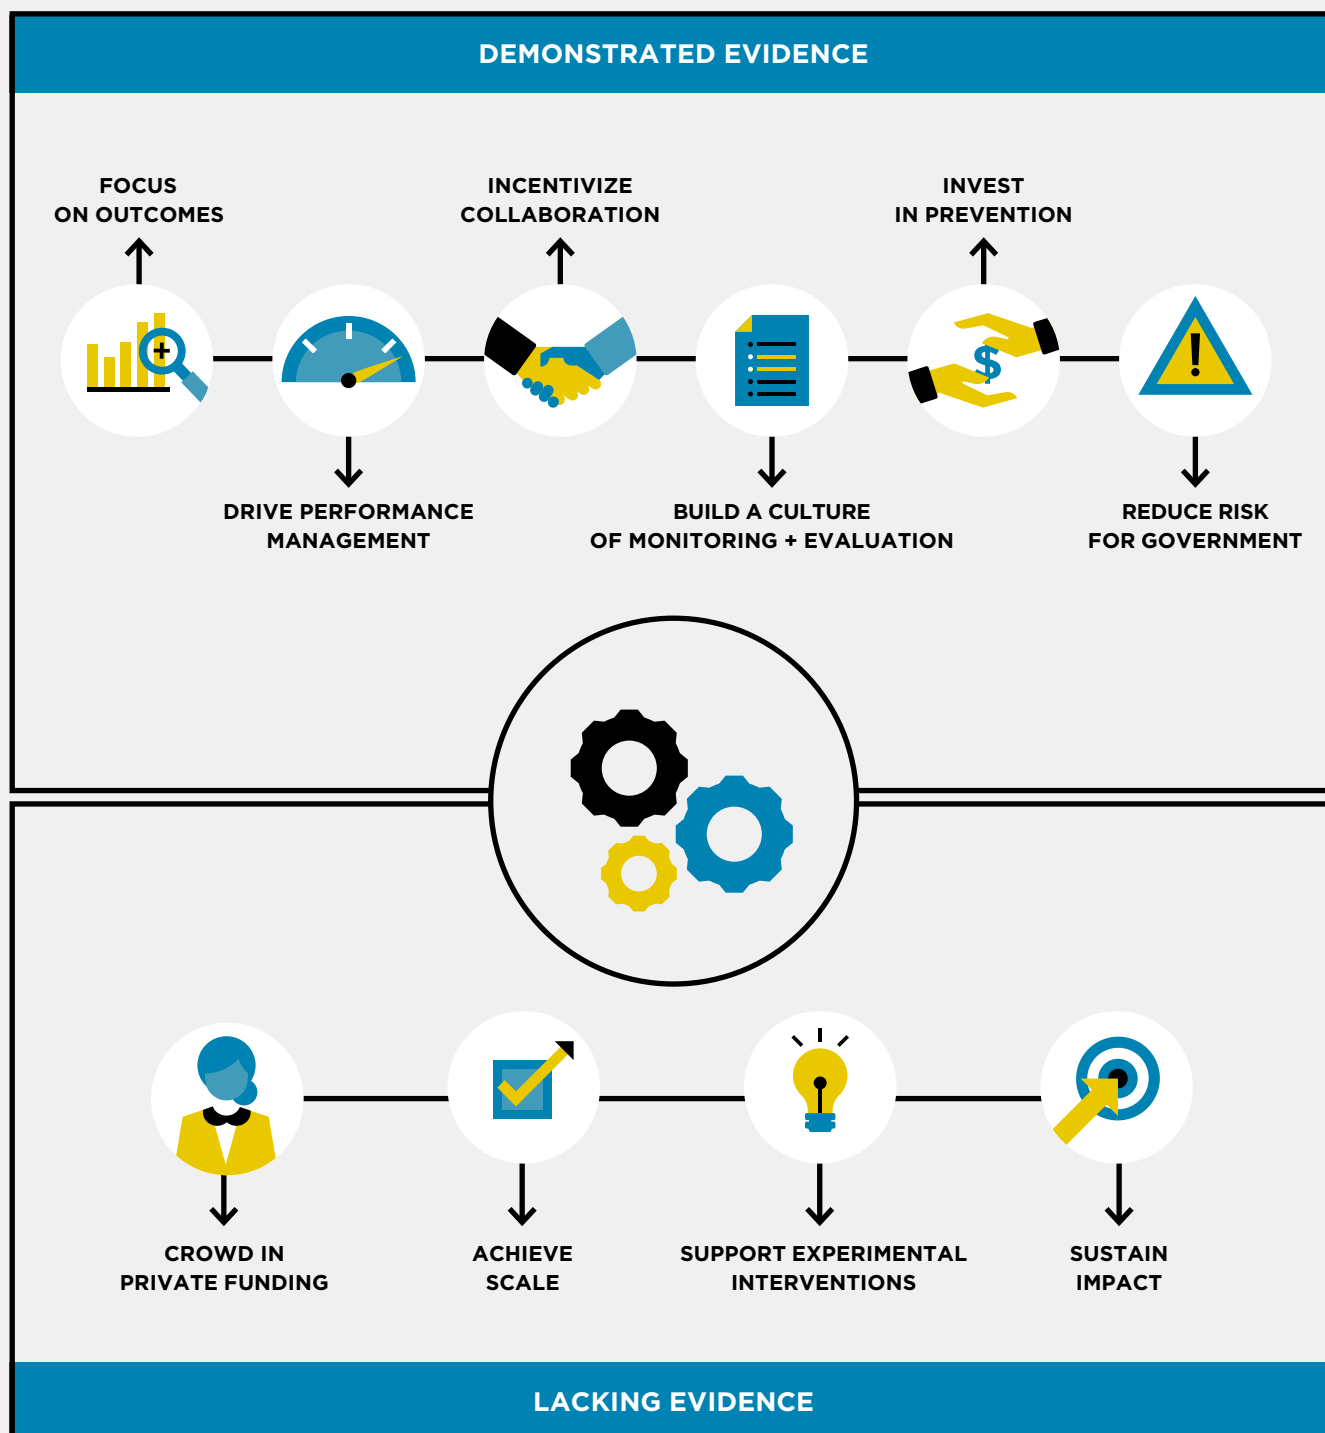 DEMONSTRATED EVIDENCE
FOCUS
ON OUTCOMES
INCENTIVIZE
COLLABORATION
INVEST
IN PREVENTION
DRIVE PERFORMANCE
MANAGEMENT
BUILD A CULTURE
OF MONITORING + EVALUATION
REDUCE RISK
FOR GOVERNMENT
CROWD IN
PRIVATE FUNDING
ACHIEVE
SCALE
SUPPORT EXPERIMENTAL
INTERVENTIONS
SUSTAIN
IMPACT
LACKING EVIDENCE